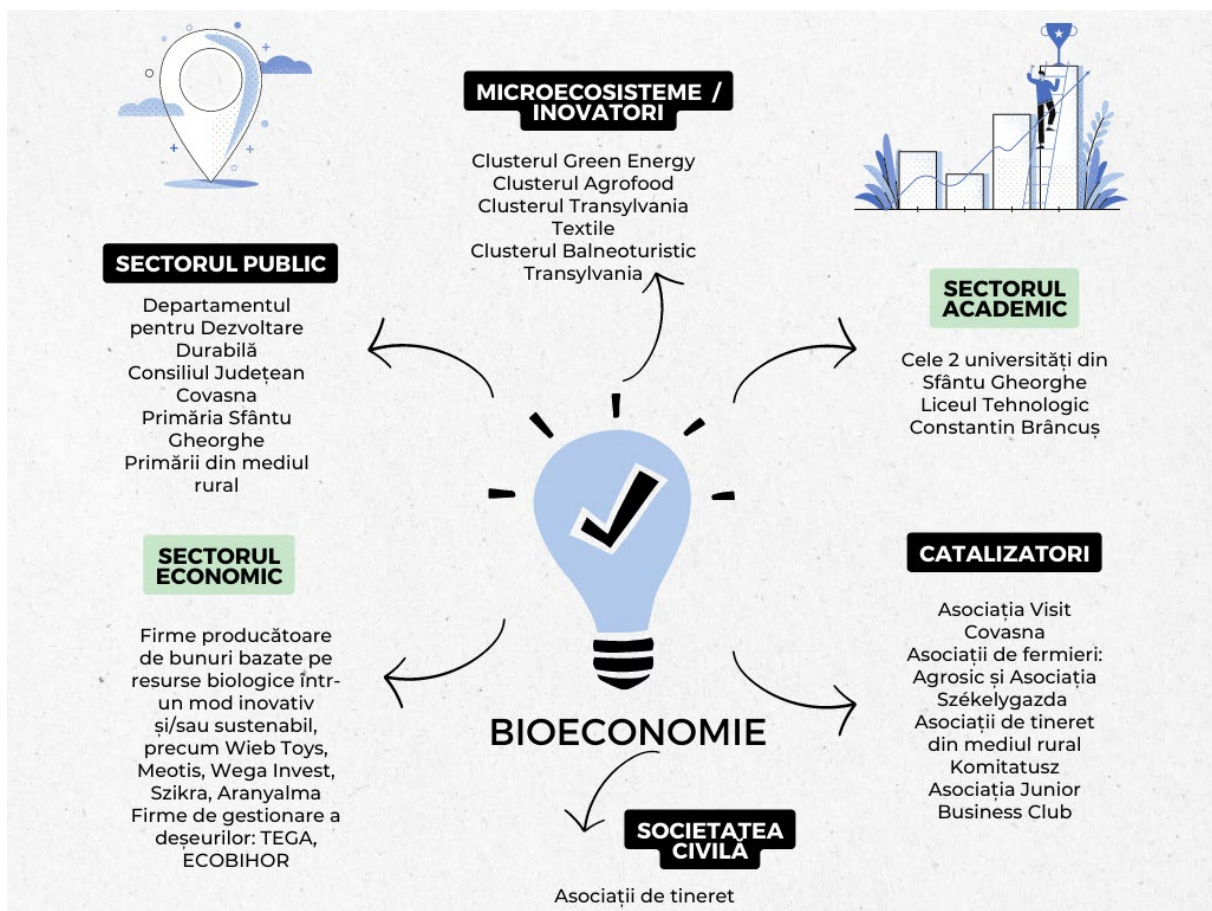 MICROECOSISTEME /
INOVATORI
Clusterul Green Energy
Clusterul Agrofood
Clusterul Transylvania
Textile
Clusterul Balneoturistic
Transylvania
SECTORUL PUBLIC
Departamentul
pentru Dezvoltare
Durabilă
Consiliul Județean
Covasna
Primăria Sfântu
Gheorghe
Primării din mediul
rural
SECTORUL
ACADEMIC
Cele 2 universități din
Sfântu Gheorghe
Liceul Tehnologic
Constantin Brâncuș
SECTORUL
ECONOMIC
Firme producătoare
de bunuri bazate pe
resurse biologice într-
un mod inovativ
și/sau sustenabil,
precum Wieb Toys,
Meotis, Wega Invest,
Szikra, Aranyalma
Firme de gestionare a
deșeurilor: TEGA,
ECOBIHOR
CATALIZATORI
Asociația Visit
Covasna
Asociații de fermieri:
Agrosic și Asociația
Székelygazda
Asociații de tineret
din mediul rural
Komitatusz
Asociația Junior
Business Club
BIOECONOMIE
SOCIETATEA
CIVILĂ
Asociații de tineret